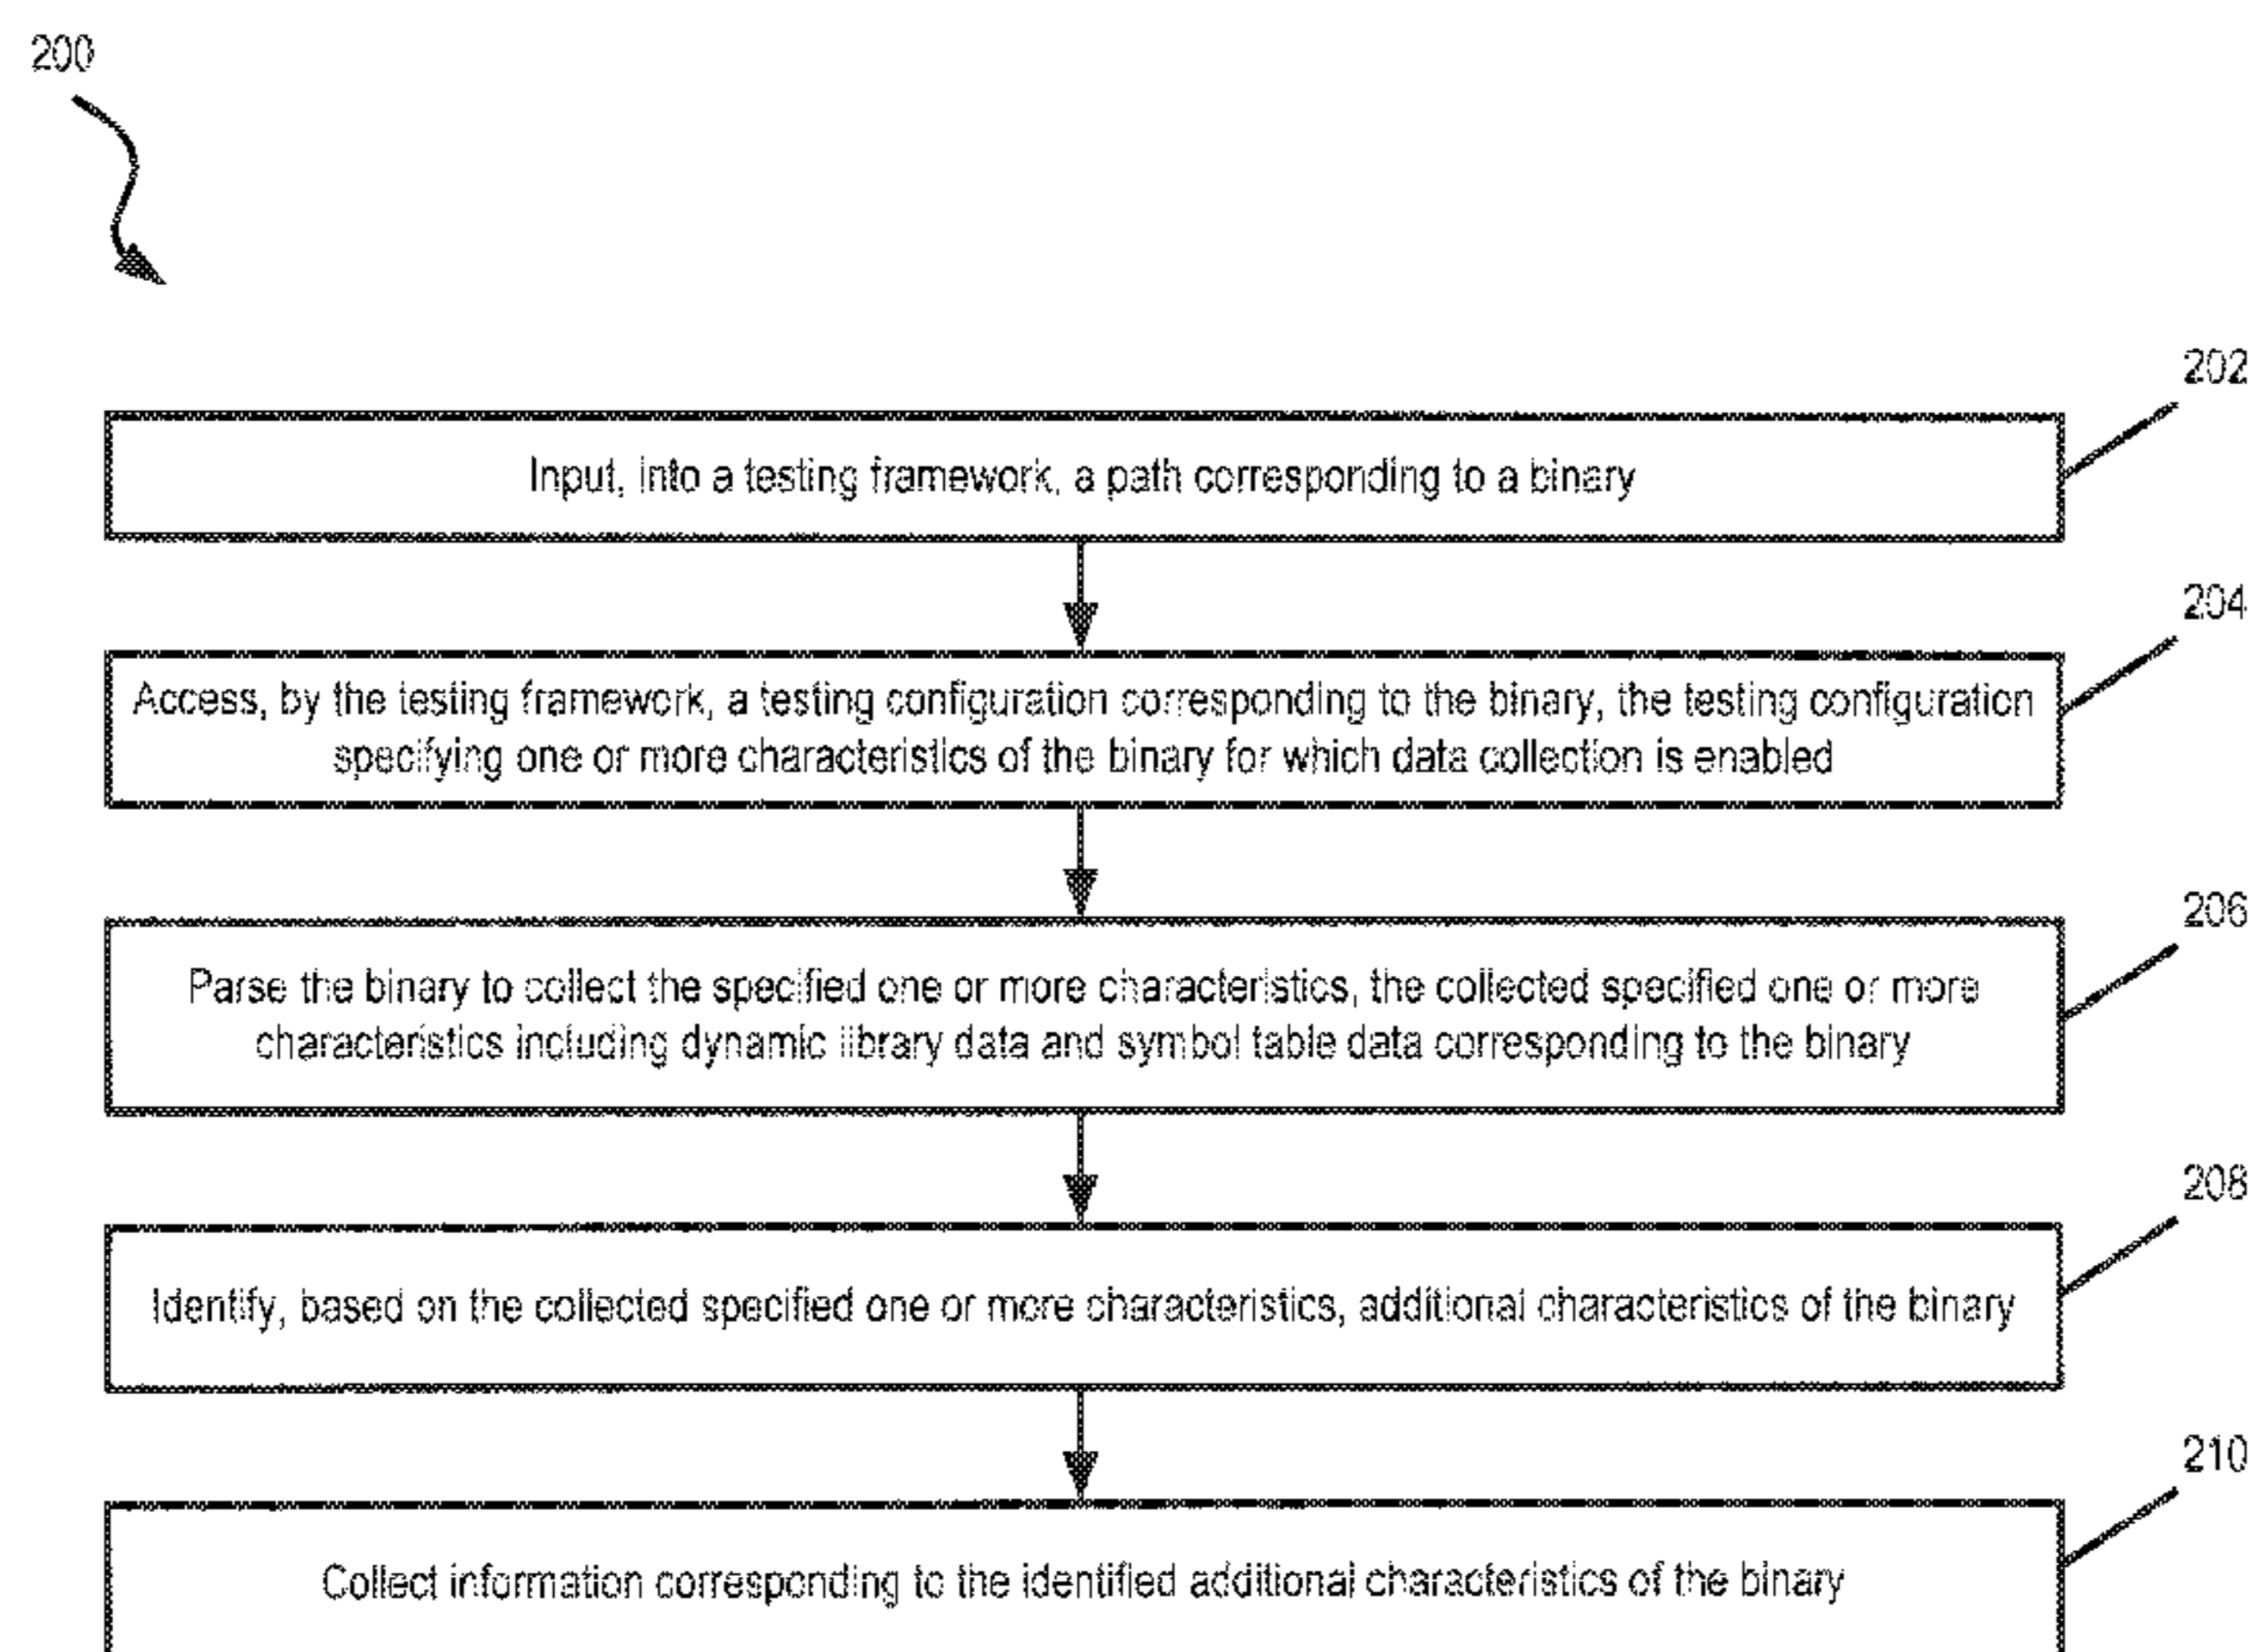 200
202
Input, into a testing framework, a path corresponding to a binary
204
Access, by the testing framework, a testing configuration corresponding to the binary, the testing configuration
specifying one or more characteristics of the binary for which data collection is enabled
206
Parse the binary to collect the specified one or more characteristics, the collected specified one or more
characteristics including dynamic library data and symbol table data corresponding to the binary
208
Identify, based on the collected specified one or more characteristics, additional characteristics of the binary
210
Collect information corresponding to the identified additional characteristics of the binary